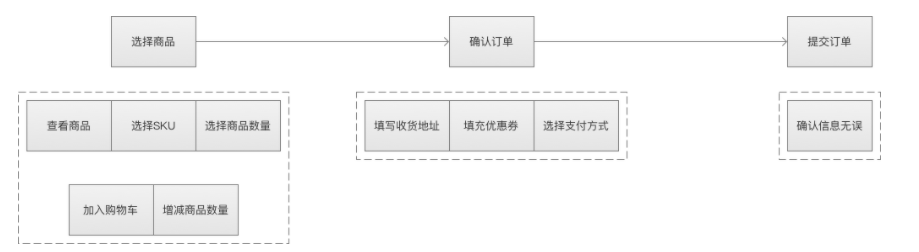 选择商品
确认订单
提交订单
查看商品
选择SKU
选择商品数量
填写收货地址
填充优惠券
选择支付方式
确认信息无误
加入购物车
增减商品数量